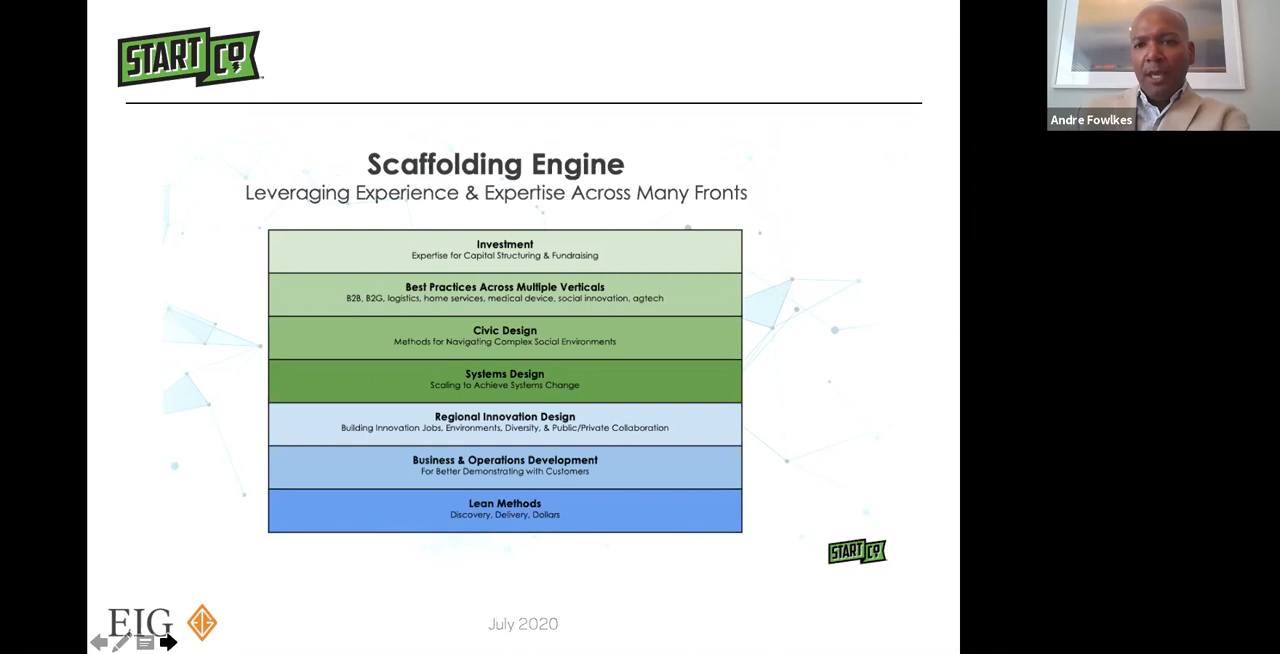 START CO.
Andre Fowlkes
Scaffolding Engine
Leveraging Experience & Expertise Across Many Fronts
Investment
Expertise for Capital Structuring & Fundraising
Best Practices Across Multiple Verticals
B2B, B2G, logistics, home services, medical device, social innovation, agtech
Civic Design
Methods for Navigating Complex Social Environments
Systems Design
Scaling to Achieve Systems Change
Regional Innovation Design
Building Innovation Jobs, Environments, Diversity, & Public/Private Collaboration
Business & Operations Development
For Better Demonstrating with Customers
Lean Methods
Discovery, Delivery, Dollars
START CO.
EIG
July 2020